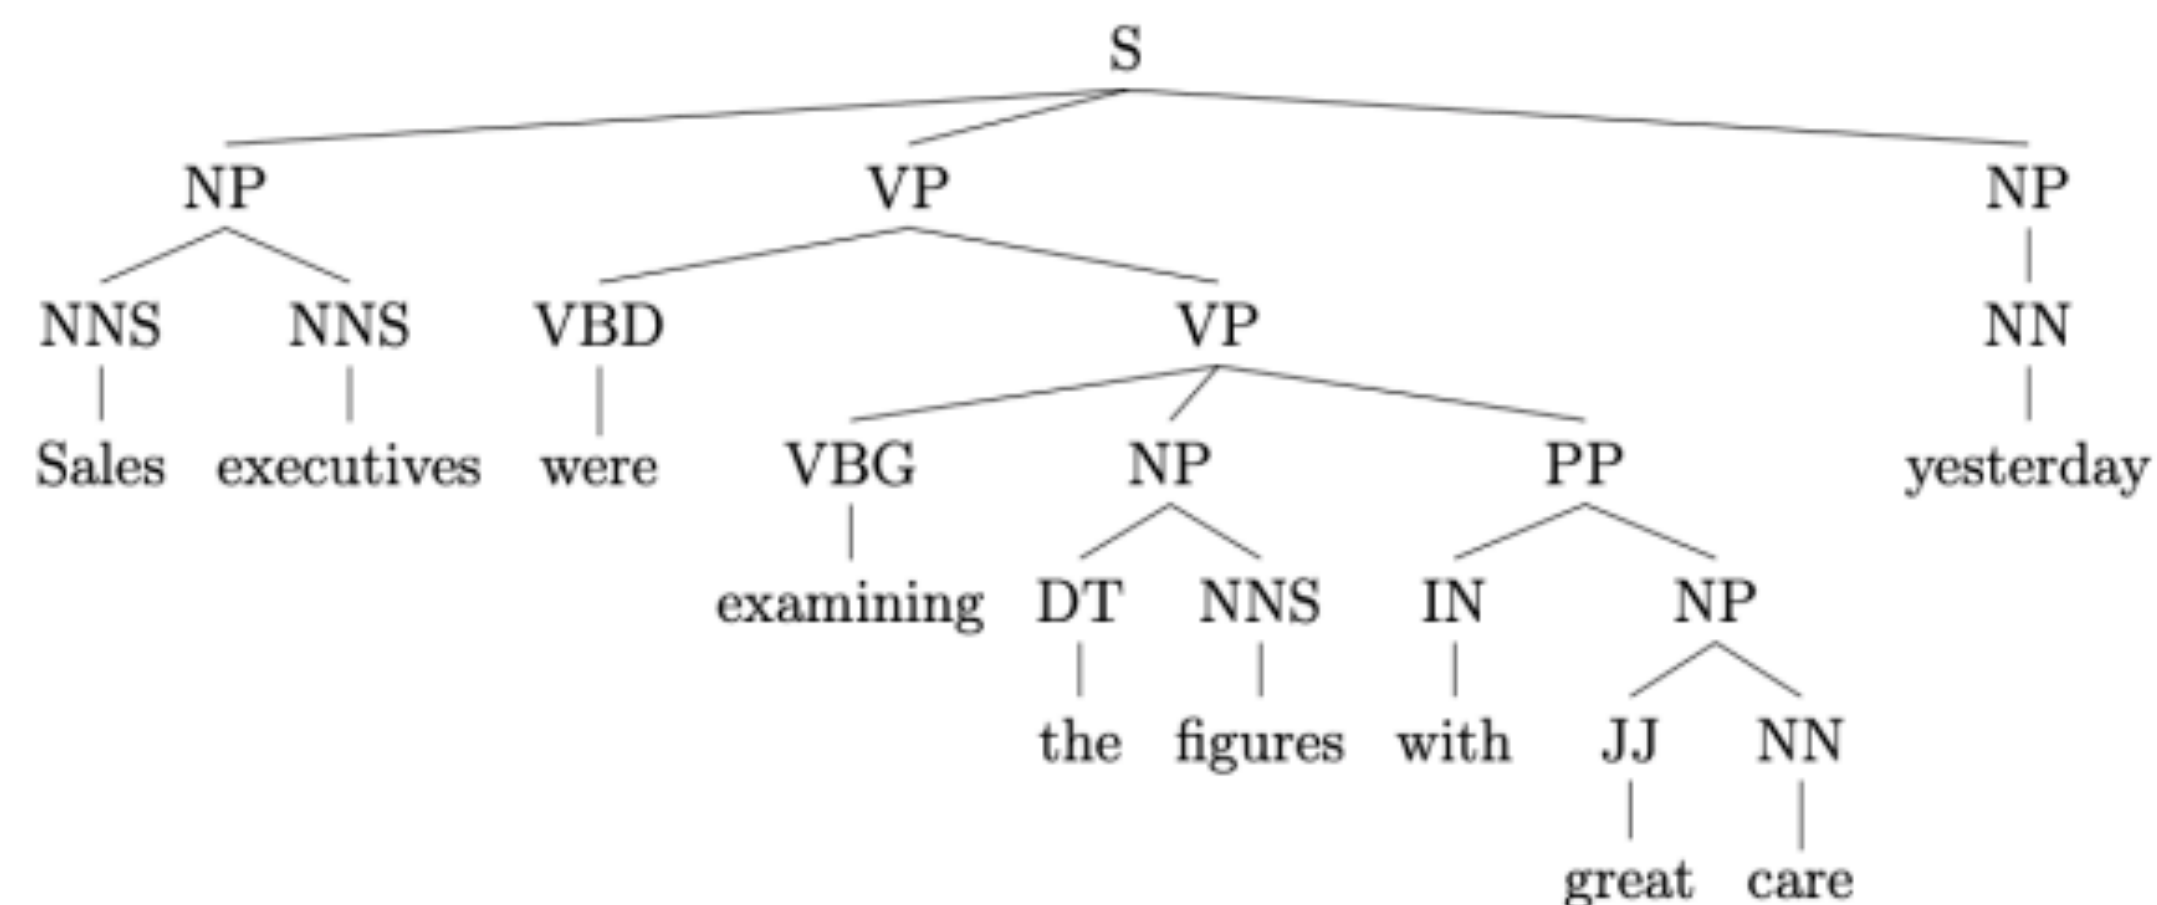 S
NP VP NP
NNS NNS VBD VP NN
Sales executives were VBG NP PP yesterday
examining DT NNS IN NP
the figures with JJ NN
great care